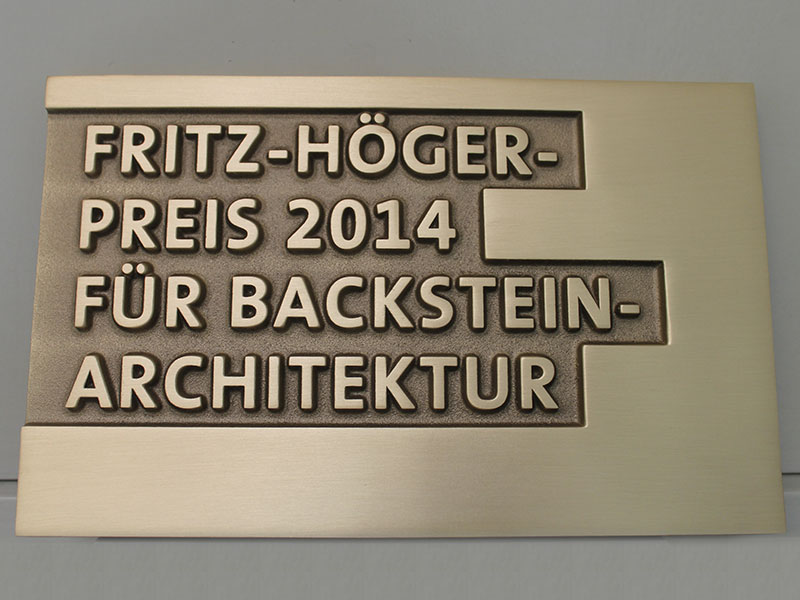 FRITZ-HÖGER-
PREIS 2014
FÜR BACKSTEIN-
ARCHITEKTUR